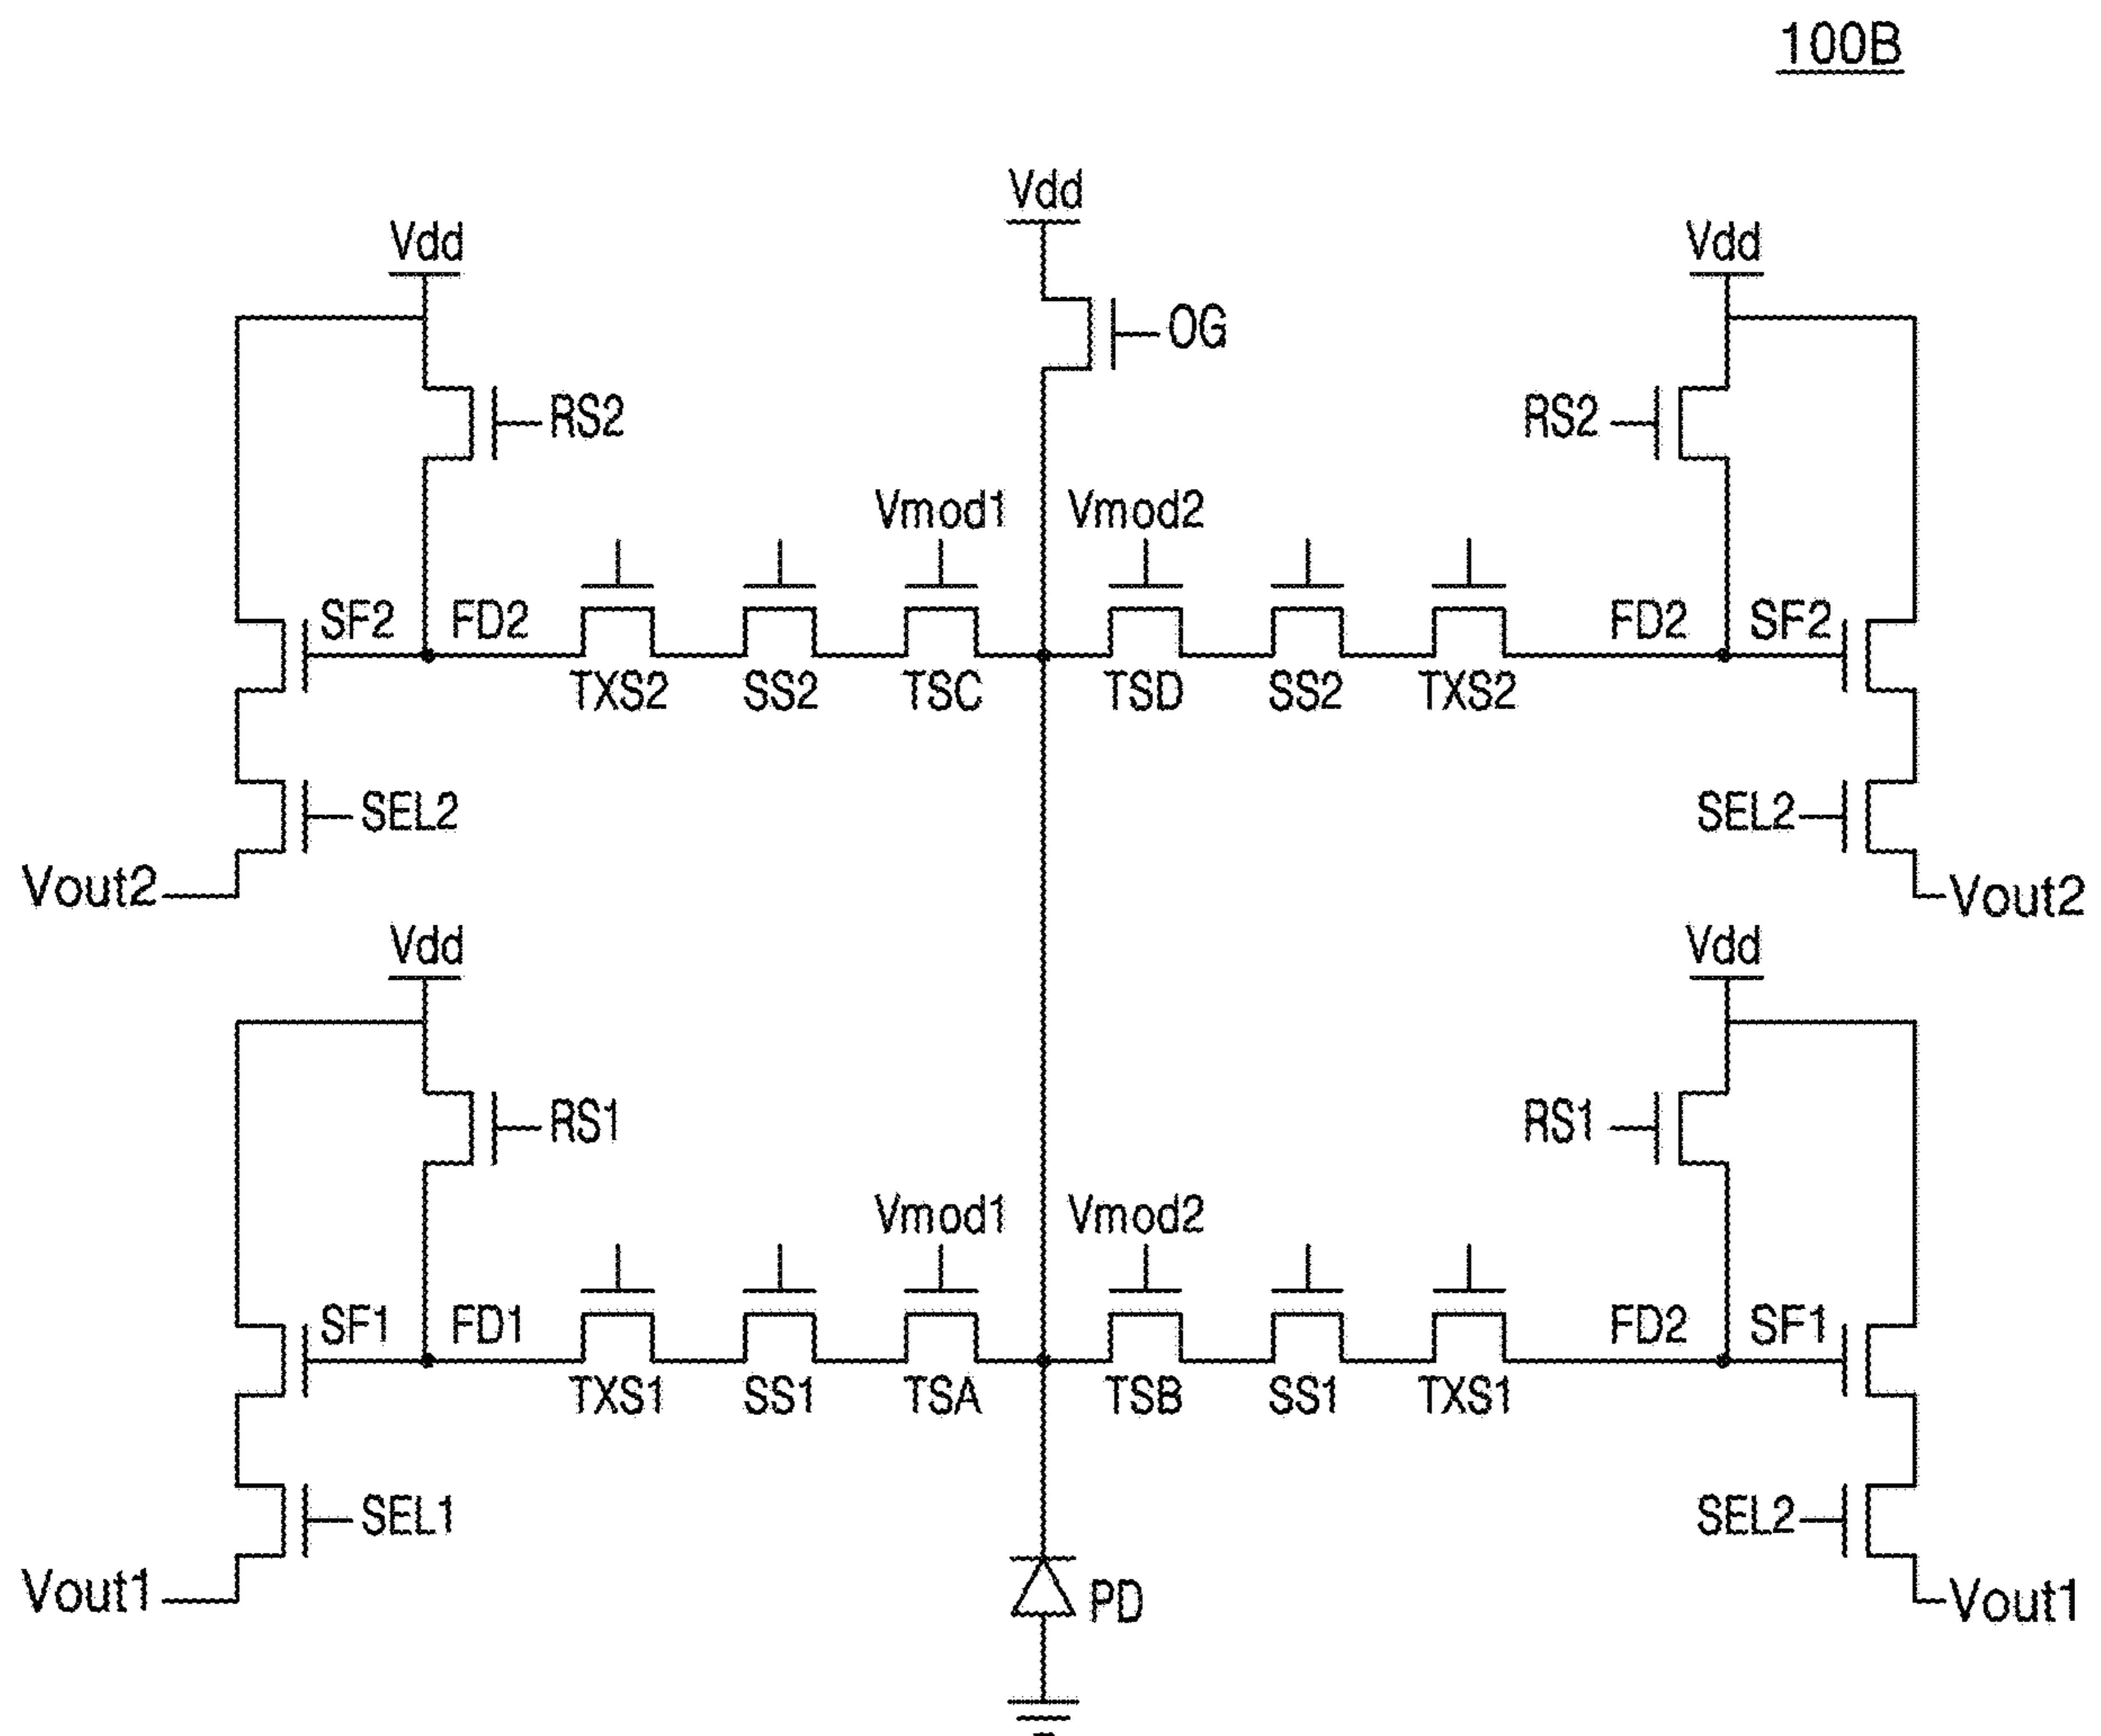 100B
Vdd
Vdd
Vdd
OG
RS2
RS2
Vmod1
Vmod2
SF2
FD2
FD2
SF2
TXS2
SS2
TSC
TSD
SS2
TXS2
SEL2
SEL2
Vout2
Vout2
Vdd
Vdd
RS1
RS1
Vmod1
Vmod2
SF1
FD1
FD2
SF1
TXS1
SS1
TSA
TSB
SS1
TXS1
SEL1
SEL2
Vout1
PD
Vout1